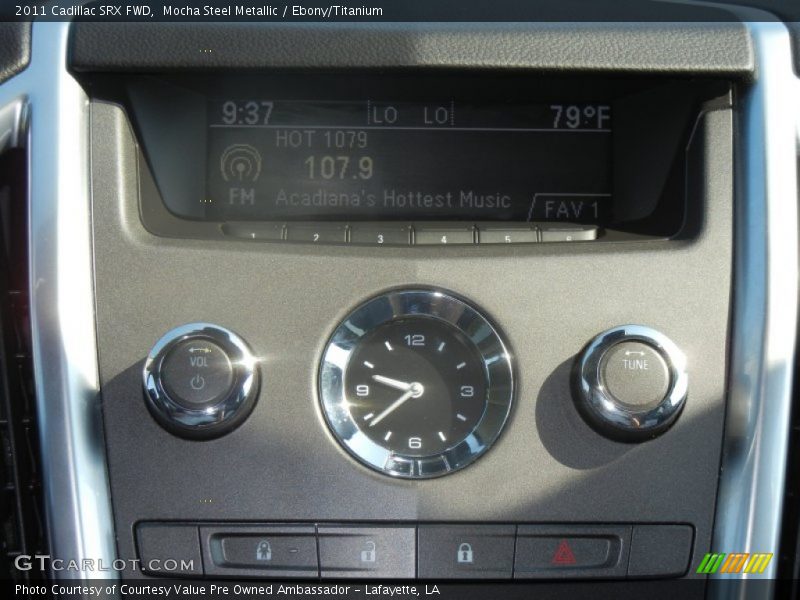 2011 Cadillac SRX FWD,  Mocha Steel Metallic / Ebony/Titanium
9:37 LO LO 79°F
HOT 1079
107.9
FM Acadiana's Hottest Music FAV 1
1 2 3 4 5 6
VOL
TUNE
12
9 3
6
GTCARLOT.COM
Photo Courtesy of Courtesy Value Pre Owned Ambassador – Lafayette, LA